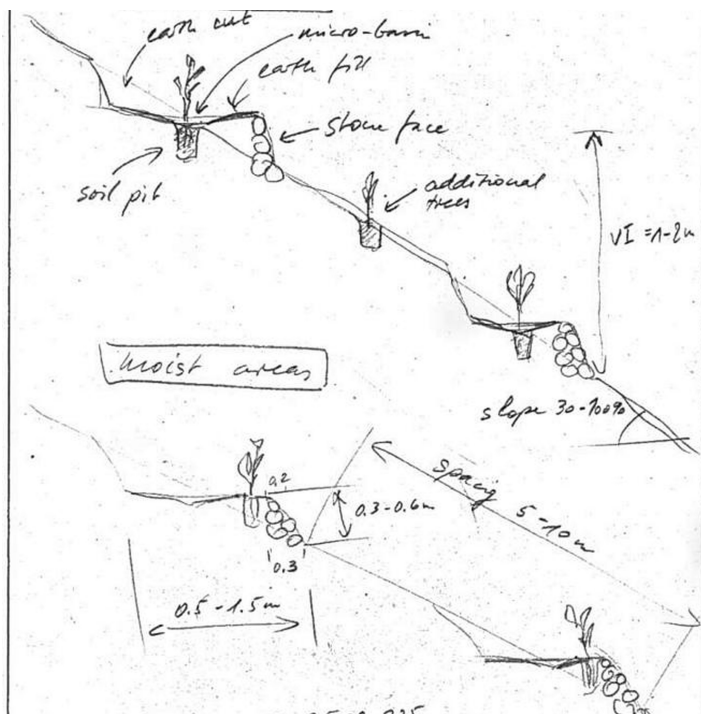 earth cut
micro-basin
earth fill
stone face
soil pit
additional
trees
VI = 1-2m
moist areas
slope 30-100%
0.2
0.3-0.6m
spacing 5-10m
0.3
0.5-1.5m